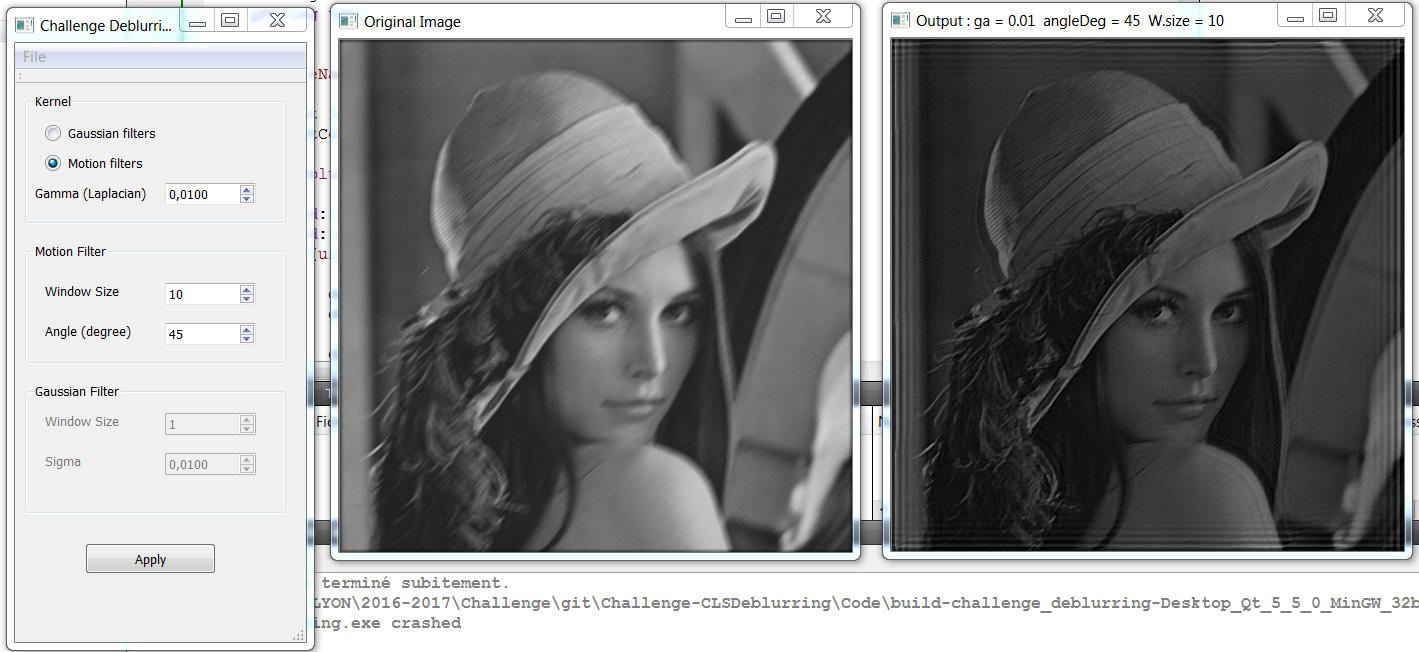 Challenge Deblurri...
File
Kernel
Gaussian filters
Motion filters
Gamma (Laplacian) 0,0100
Motion Filter
Window Size 10
Angle (degree) 45
Gaussian Filter
Window Size 1
Sigma 0,0100
Apply
Original Image
Output : ga = 0.01 angleDeg = 45 W.size = 10
terminé subitement.
LYON\2016-2017\Challenge\git\Challenge-CLSDeblurring\Code\build-challenge_deblurring-Desktop_Qt_5_5_0_MinGW_32b
ing.exe crashed